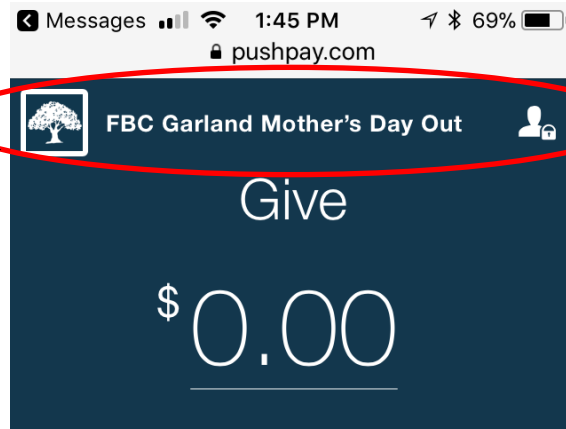 Messages 1:45 PM 69%
pushpay.com
FBC Garland Mother's Day Out
Give
$0.00